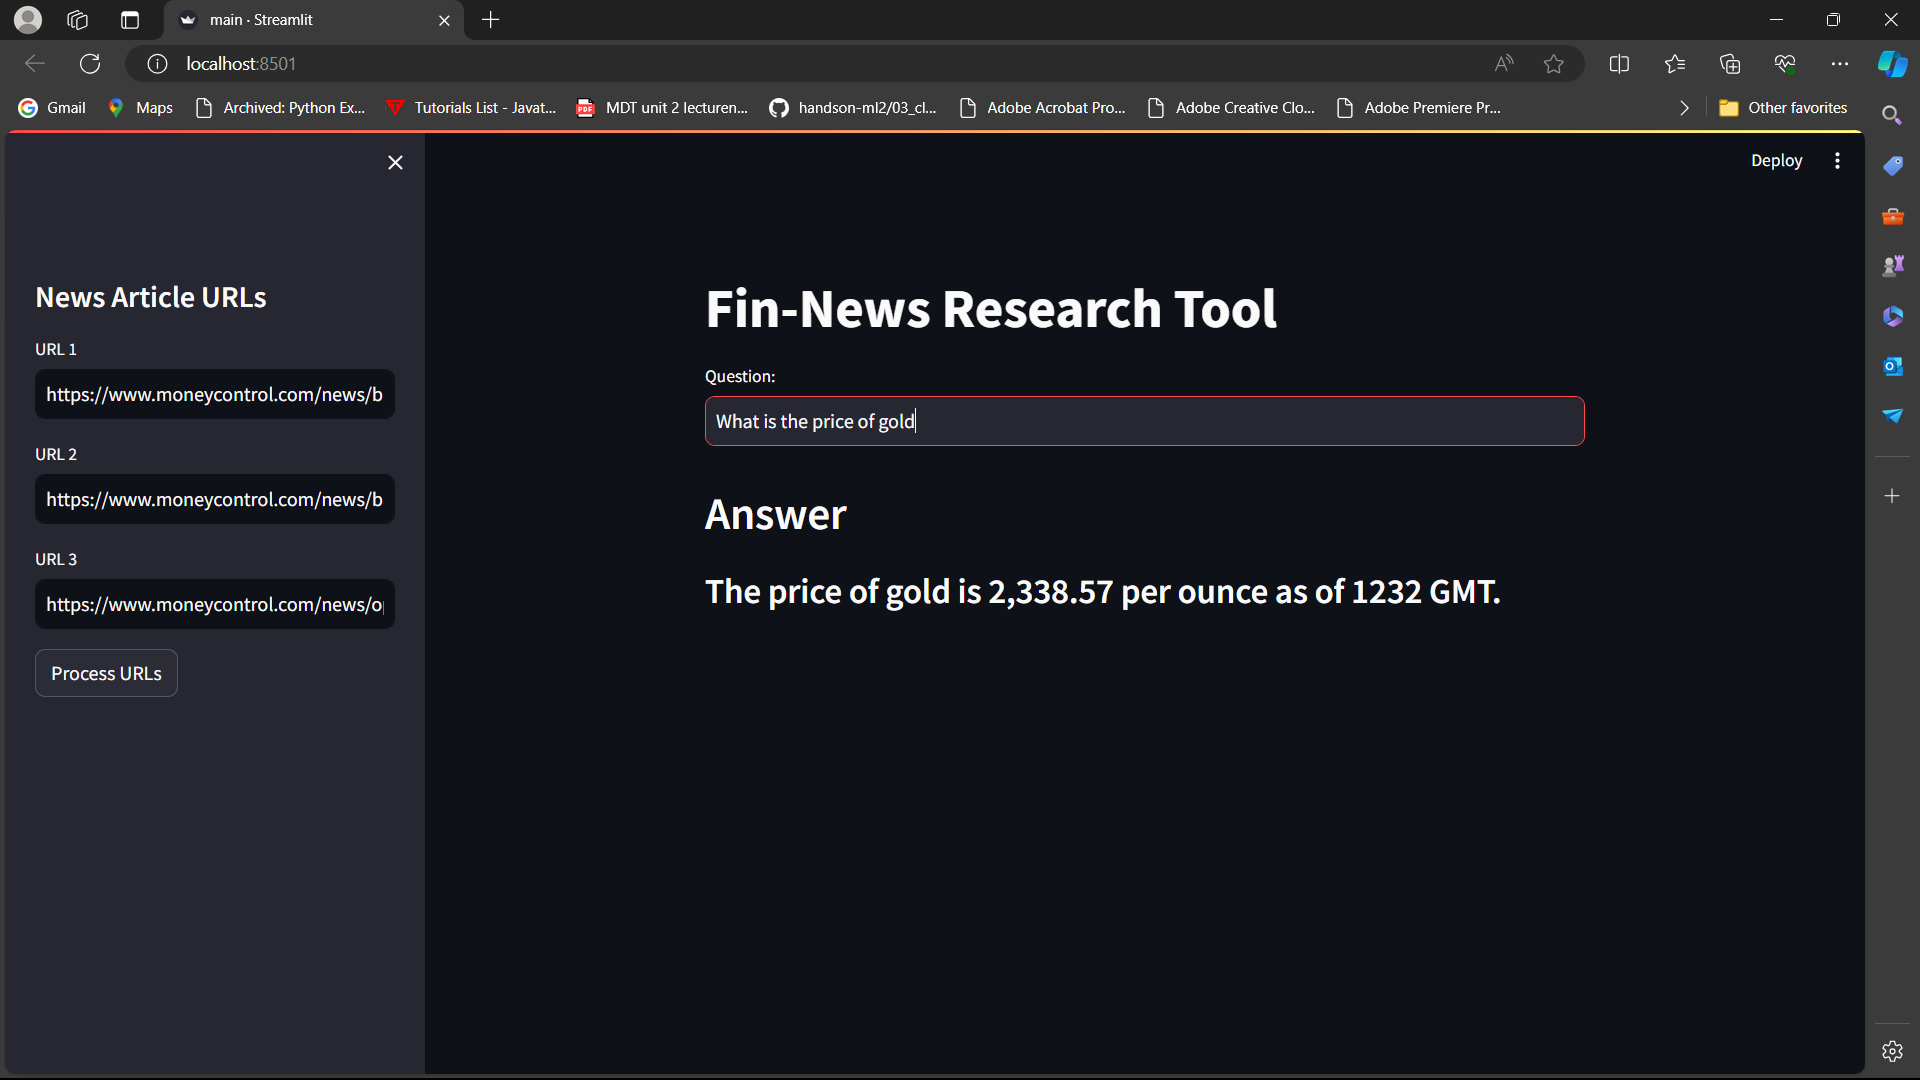 main · Streamlit
localhost:8501
Gmail
Maps
Archived: Python Ex...
Tutorials List - Javat...
PDF
MDT unit 2 lecturen...
handson-ml2/03_cl...
Adobe Acrobat Pro...
Adobe Creative Clo...
Adobe Premiere Pr...
Other favorites
Deploy
News Article URLs
URL 1
https://www.moneycontrol.com/news/b
URL 2
https://www.moneycontrol.com/news/b
URL 3
https://www.moneycontrol.com/news/o
Process URLs
Fin-News Research Tool
Question:
What is the price of gold
Answer
The price of gold is 2,338.57 per ounce as of 1232 GMT.